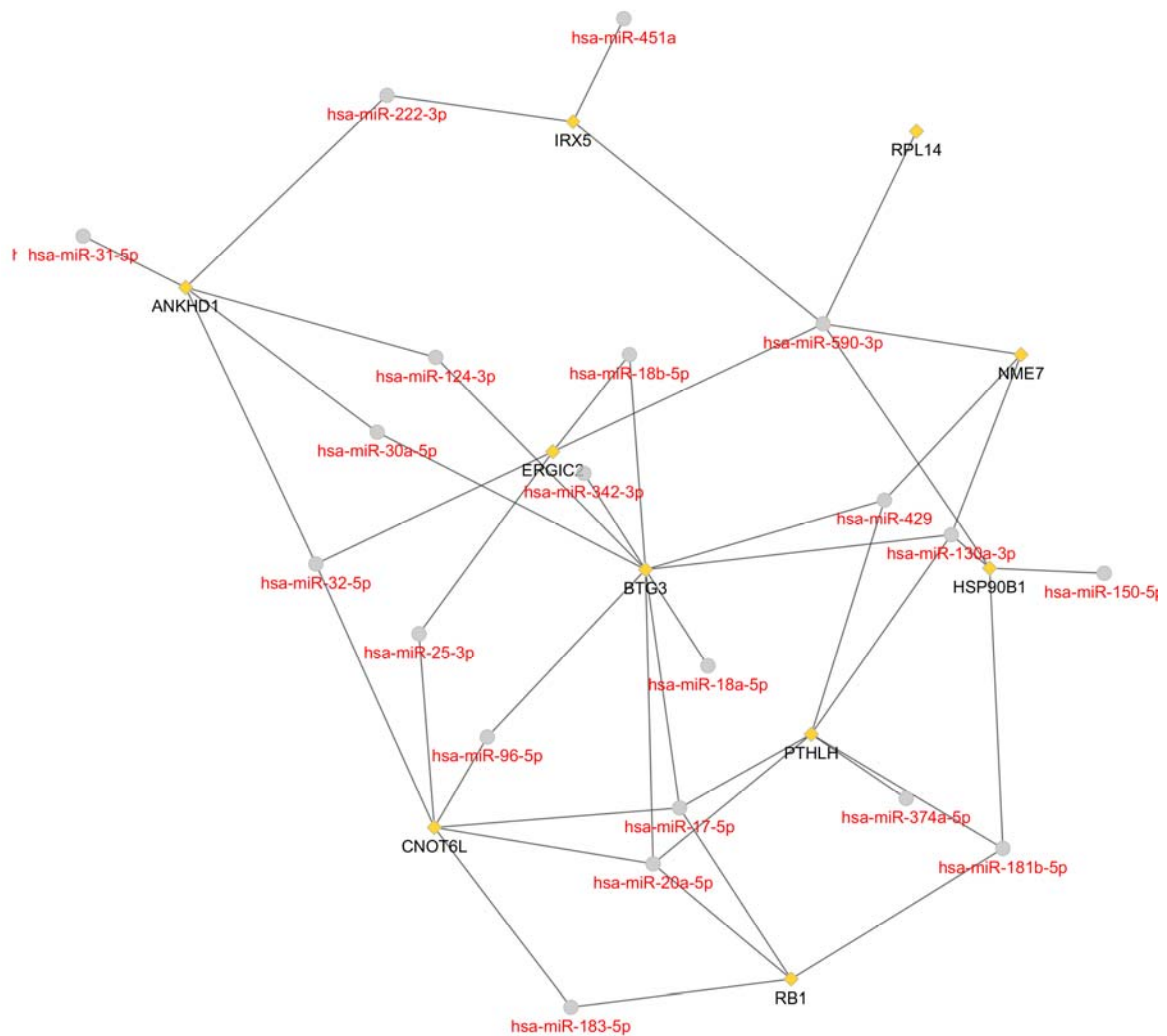 hsa-miR-451a
hsa-miR-222-3p
IRX5
RPL14
hsa-miR-31-5p
ANKHD1
hsa-miR-590-3p
hsa-miR-124-3p
hsa-miR-18b-5p
NME7
hsa-miR-30a-5p
ERGIC2
hsa-miR-342-3p
hsa-miR-429
hsa-miR-130a-3p
hsa-miR-32-5p
BTG3
HSP90B1
hsa-miR-150-5p
hsa-miR-25-3p
hsa-miR-18a-5p
hsa-miR-96-5p
PTHLH
hsa-miR-374a-5p
hsa-miR-17-5p
CNOT6L
hsa-miR-20a-5p
hsa-miR-181b-5p
RB1
hsa-miR-183-5p